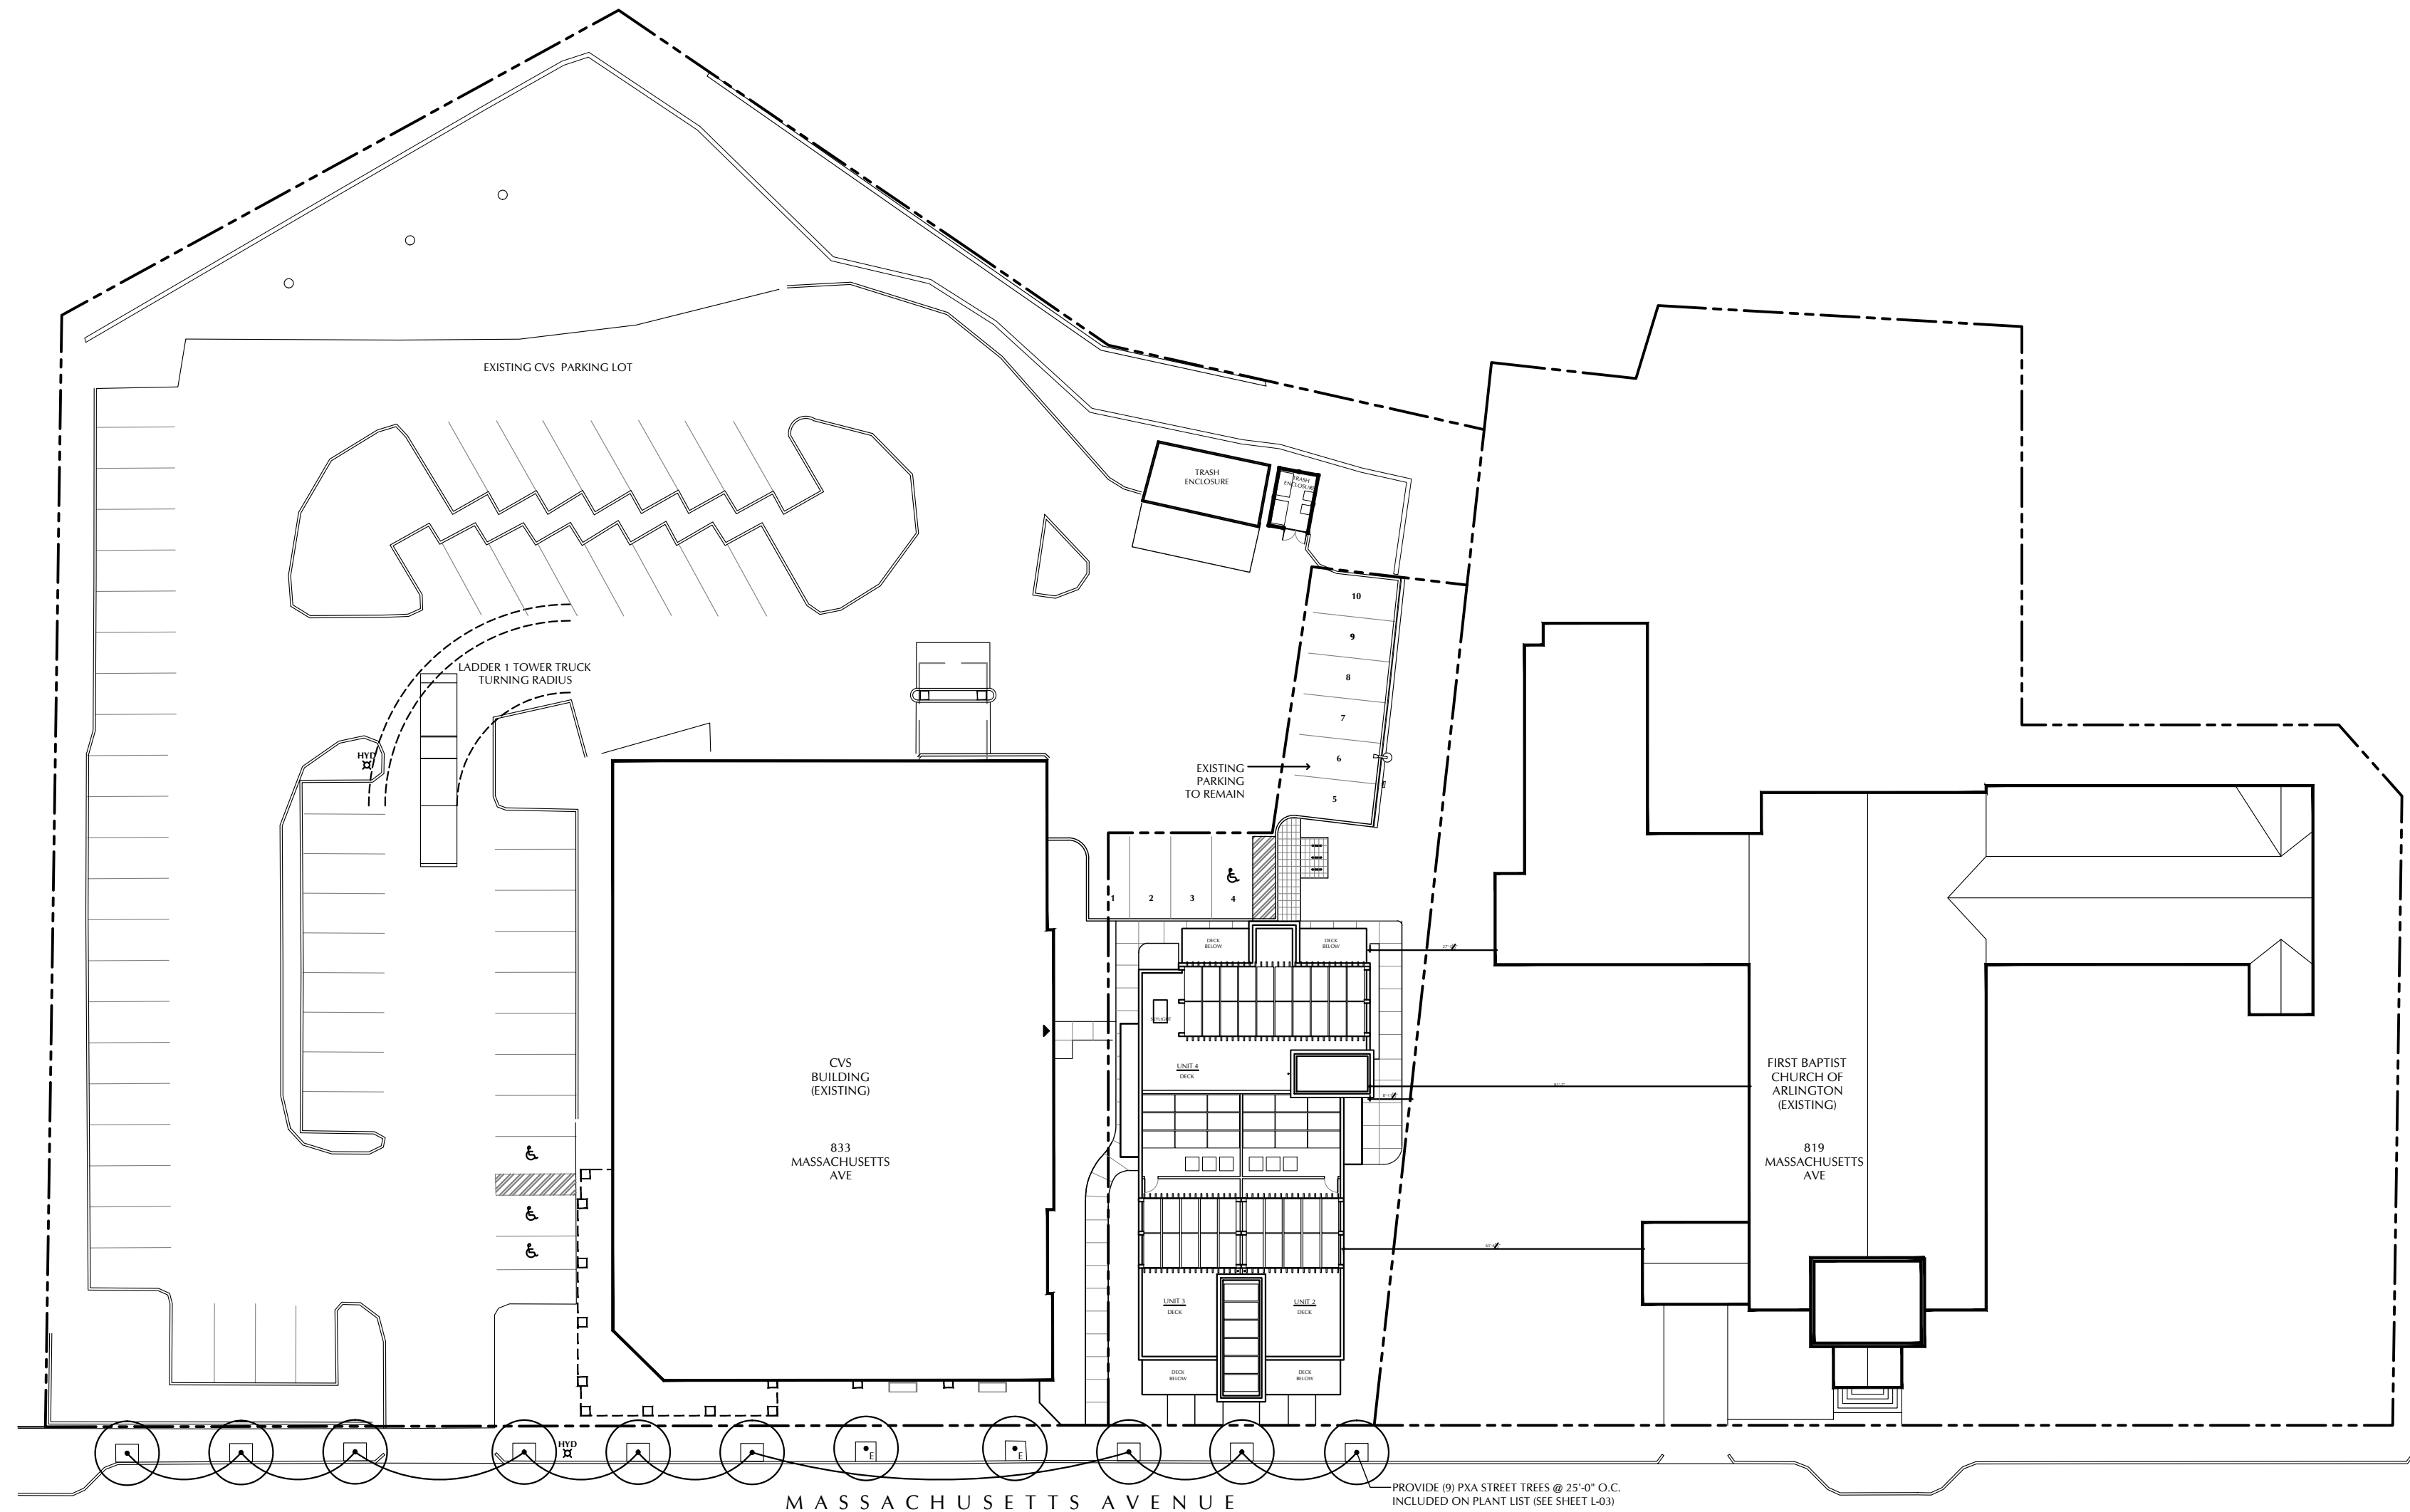 EXISTING CVS PARKING LOT
TRASH
ENCLOSURE
TRASH
ENCLOSURE
10
9
8
7
6
5
LADDER 1 TOWER TRUCK
TURNING RADIUS
HYD
EXISTING
PARKING
TO REMAIN
1
2
3
4
DECK
BELOW
DECK
BELOW
UNIT 4
DECK
CVS
BUILDING
(EXISTING)
833
MASSACHUSETTS
AVE
FIRST BAPTIST
CHURCH OF
ARLINGTON
(EXISTING)
819
MASSACHUSETTS
AVE
UNIT 3
DECK
UNIT 2
DECK
DECK
BELOW
DECK
BELOW
HYD
E
E
PROVIDE (9) PXA STREET TREES @ 25'-0" O.C.
INCLUDED ON PLANT LIST (SEE SHEET L-03)
MASSACHUSETTS AVENUE